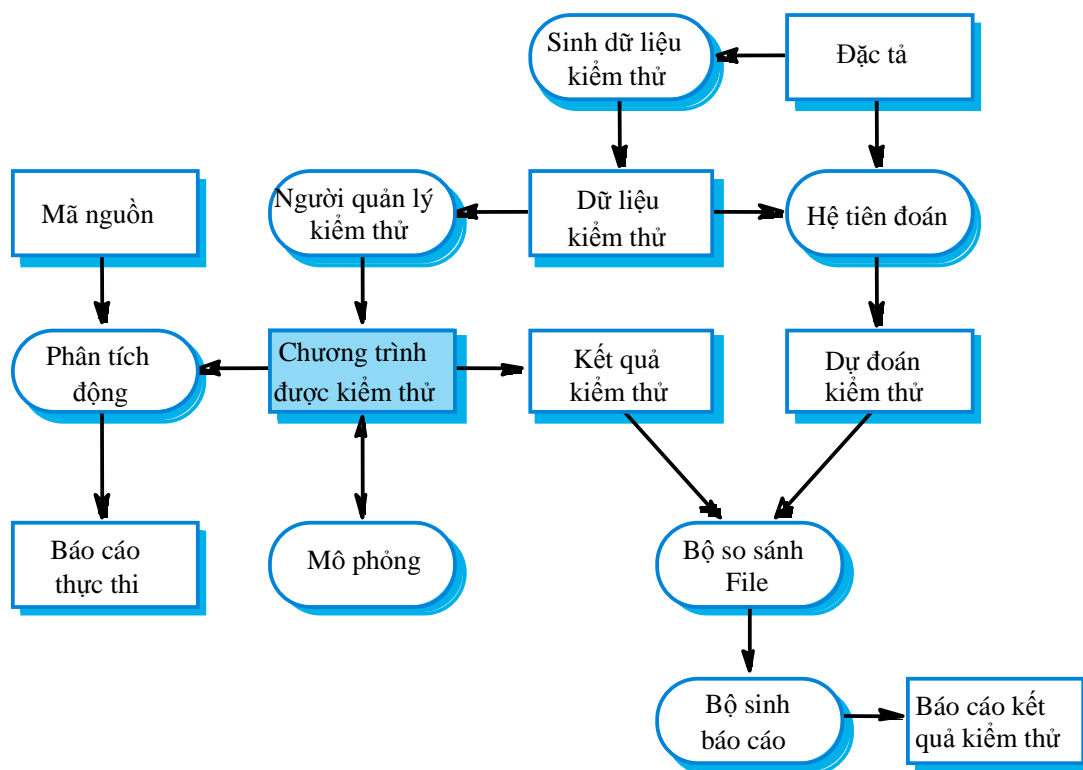 Sinh dữ liệu
kiểm thử
Đặc tả
Mã nguồn
Người quản lý
kiểm thử
Dữ liệu
kiểm thử
Hệ tiên đoán
Phân tích
động
Chương trình
được kiểm thử
Kết quả
kiểm thử
Dự đoán
kiểm thử
Báo cáo
thực thi
Mô phỏng
Bộ so sánh
File
Bộ sinh
báo cáo
Báo cáo kết
quả kiểm thử